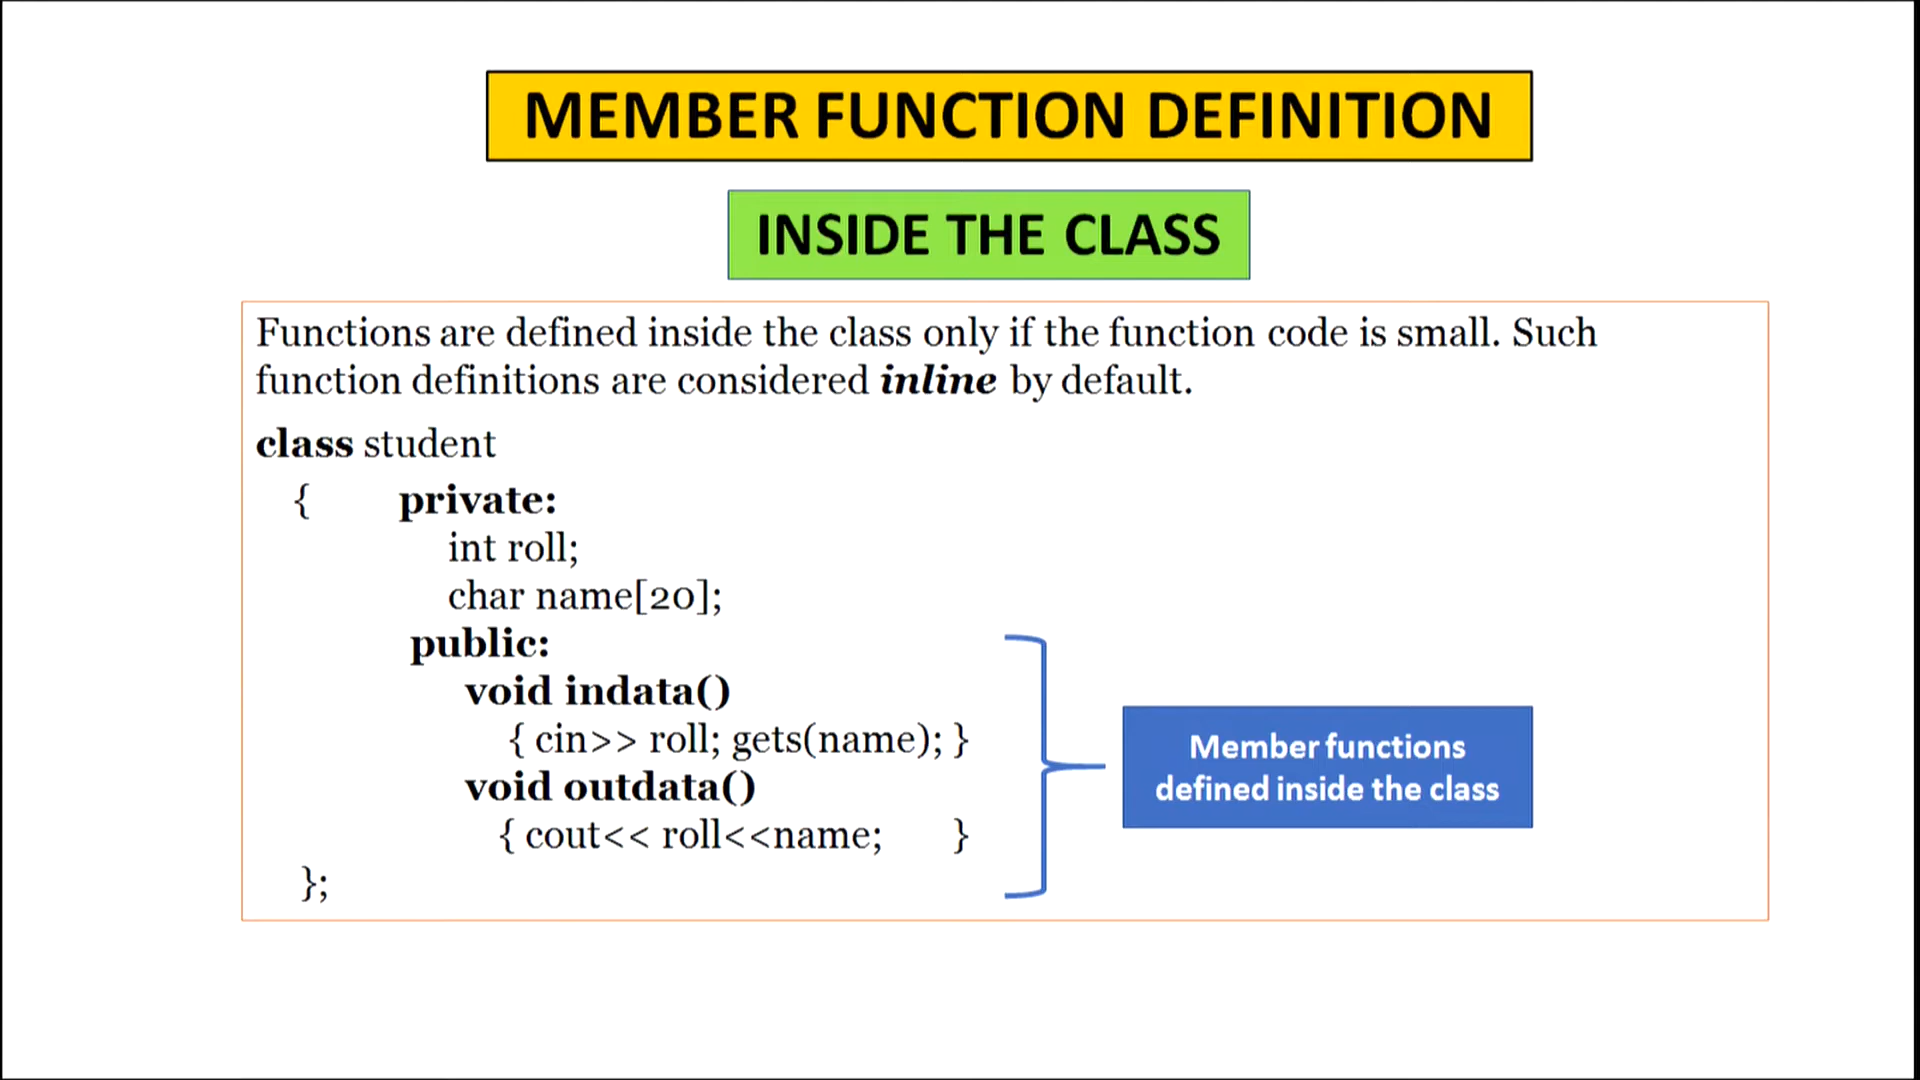 MEMBER FUNCTION DEFINITION
INSIDE THE CLASS
Functions are defined inside the class only if the function code is small. Such
function definitions are considered inline by default.
class student
{ private:
int roll;
char name[20];
public:
void indata()
{ cin>> roll; gets(name); }
void outdata()
{ cout<< roll<<name; }
};
Member functions
defined inside the class